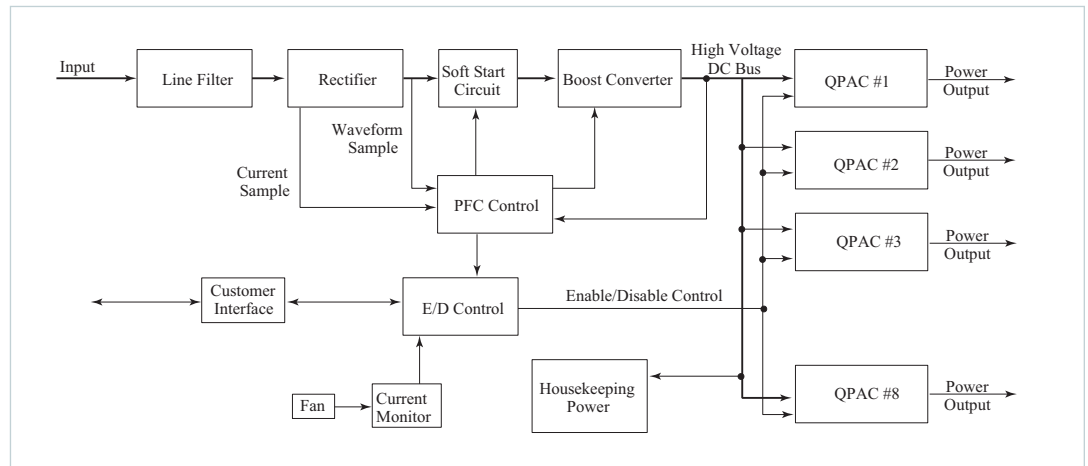 Input
Line Filter
Rectifier
Soft Start
Circuit
Boost Converter
High Voltage
DC Bus
QPAC #1
Power
Output
Waveform
Sample
Current
Sample
PFC Control
QPAC #2
Power
Output
QPAC #3
Power
Output
Customer
Interface
E/D Control
Enable/Disable Control
Fan
Current
Monitor
Housekeeping
Power
QPAC #8
Power
Output